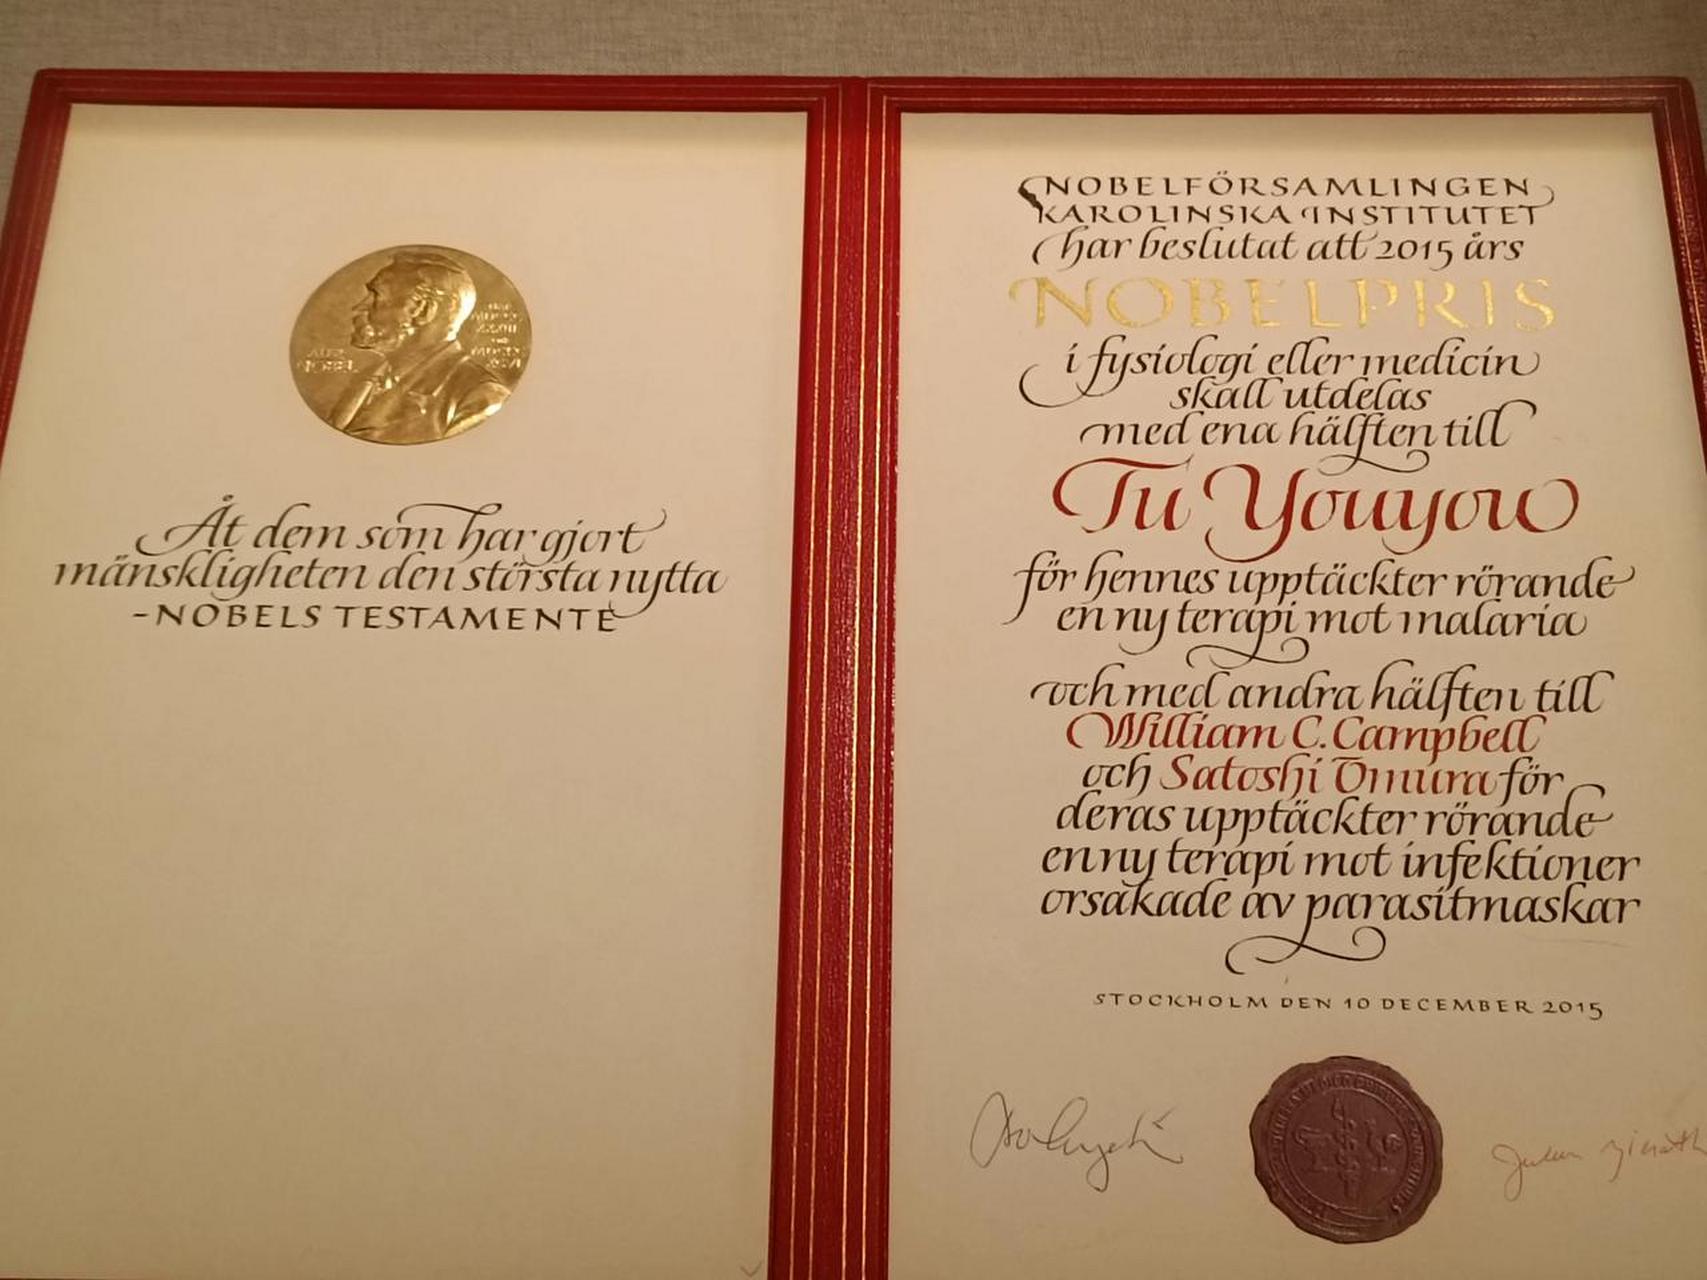 ALFR.
NOBEL
Åt dem som har gjort
mänskligheten den största nytta
-NOBELS TESTAMENTE
NOBELFÖRSAMLINGEN
KAROLINSKA INSTITUTET
har beslutat att 2015 års
NOBELPRIS
i fysiologi eller medicin
skall utdelas
med ena hälften till
Tu Youyou
för hennes upptäckter rörande
en ny terapi mot malaria
och med andra hälften till
William C. Campbell
och Satoshi Ōmura för
deras upptäckter rörande
en ny terapi mot infektioner
orsakade av parasitmaskar
STOCKHOLM DEN 10 DECEMBER 2015